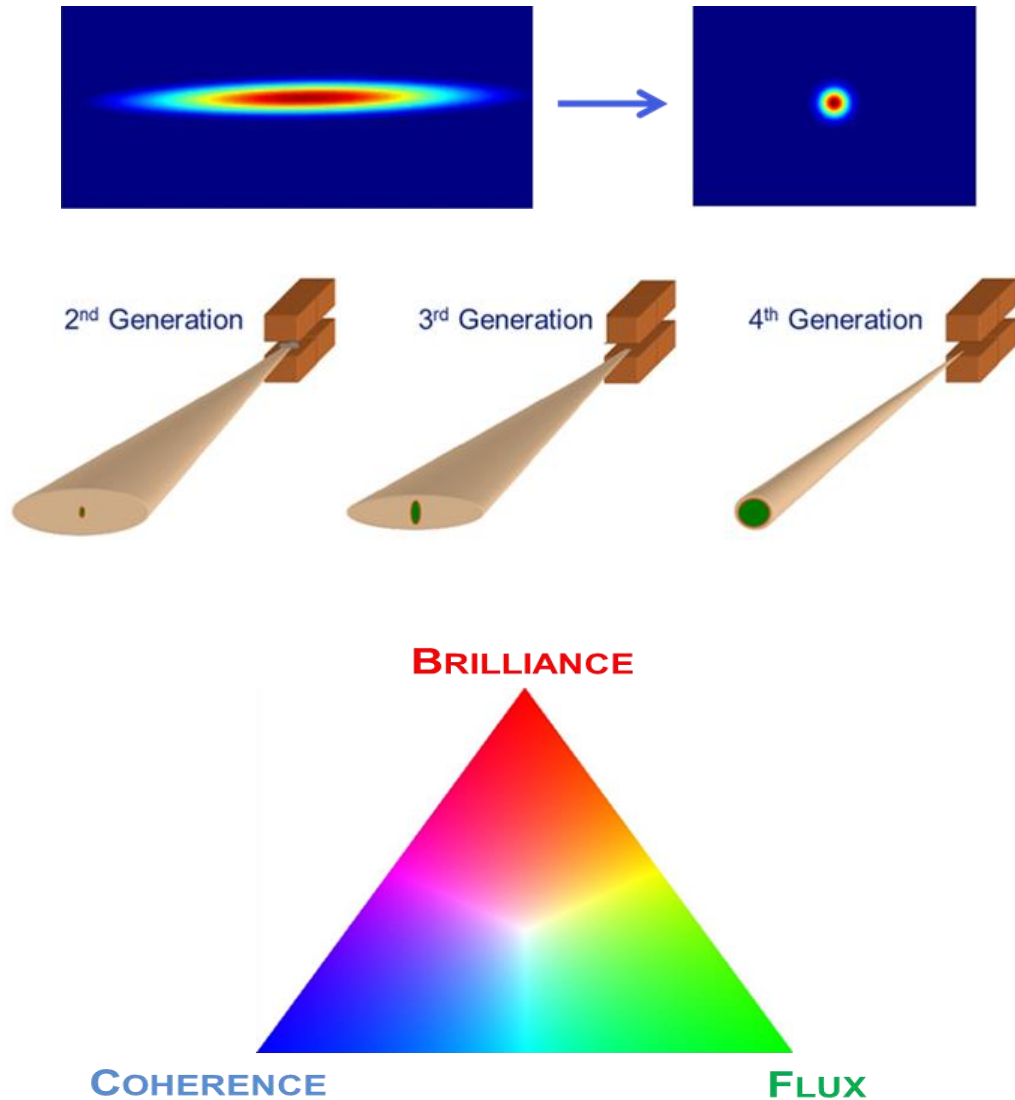 2nd Generation
3rd Generation
4th Generation
BRILLIANCE
COHERENCE
FLUX